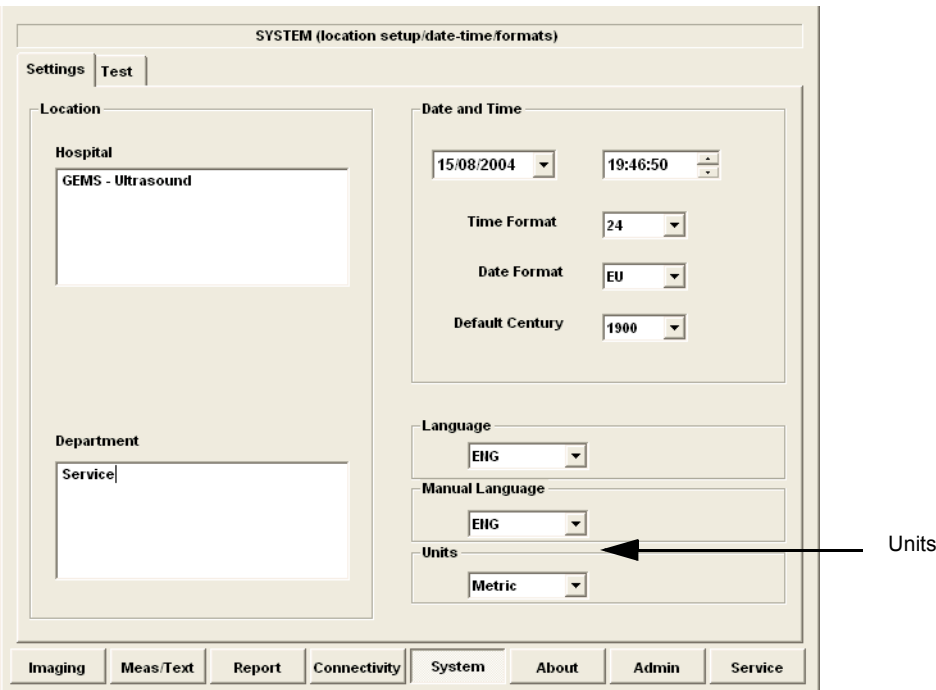 SYSTEM (location setup/date-time/formats)
Settings Test
Location
Hospital
GEMS - Ultrasound
Department
Service
Date and Time
15/08/2004 19:46:50
Time Format 24
Date Format EU
Default Century 1900
Language
ENG
Manual Language
ENG
Units
Metric
Units
Imaging Meas/Text Report Connectivity System About Admin Service